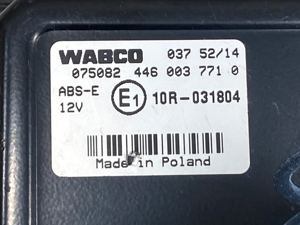 WABCO 037 52/14
075082 446 003 771 0
ABS-E
12V
E1 10R-031804
Made in Poland